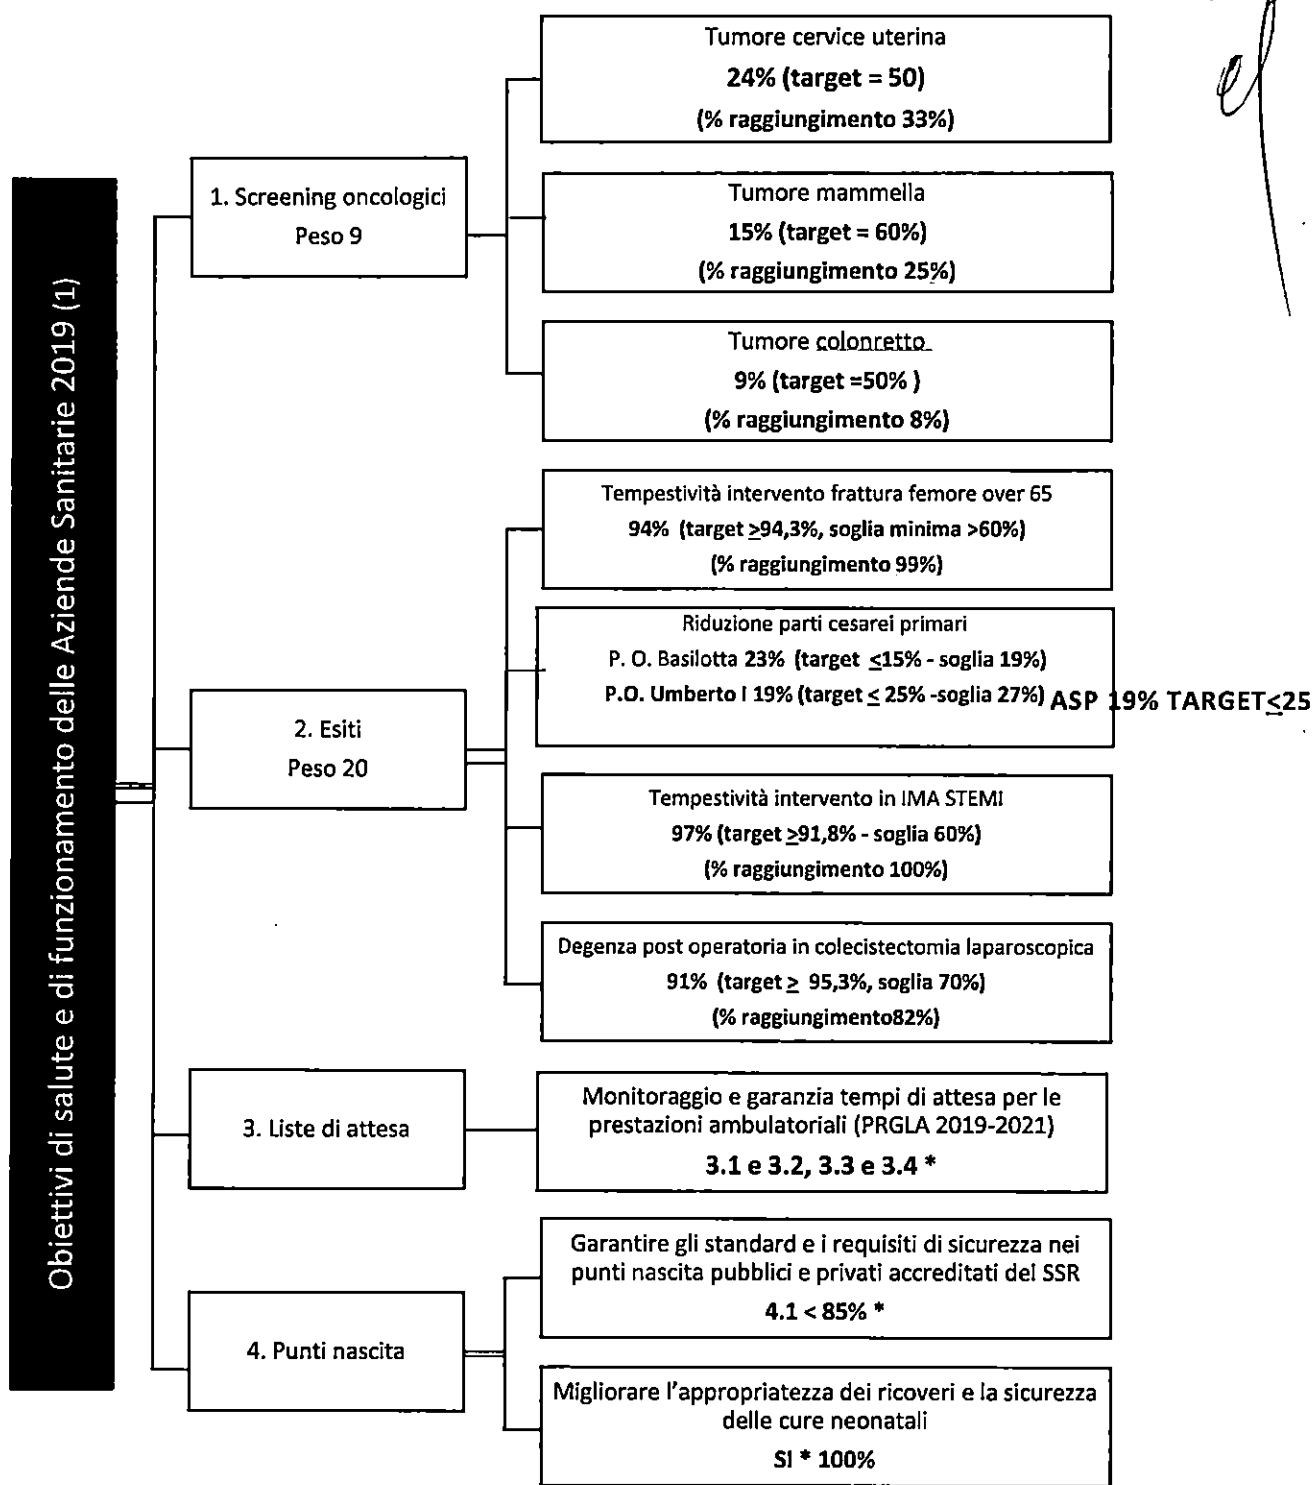 Obiettivi di salute e di funzionamento delle Aziende Sanitarie 2019 (1)
1. Screening oncologici
Peso 9
Tumore cervice uterina
24% (target = 50)
(% raggiungimento 33%)
Tumore mammella
15% (target = 60%)
(% raggiungimento 25%)
Tumore colonretto
9% (target =50% )
(% raggiungimento 8%)
2. Esiti
Peso 20
Tempestività intervento frattura femore over 65
94% (target ≥94,3%, soglia minima >60%)
(% raggiungimento 99%)
Riduzione parti cesarei primari
P. O. Basilotta 23% (target ≤15% - soglia 19%)
P.O. Umberto I 19% (target ≤ 25% -soglia 27%) ASP 19% TARGET≤25
Tempestività intervento in IMA STEMI
97% (target ≥91,8% - soglia 60%)
(% raggiungimento 100%)
Degenza post operatoria in colecistectomia laparoscopica
91% (target ≥ 95,3%, soglia 70%)
(% raggiungimento82%)
3. Liste di attesa
Monitoraggio e garanzia tempi di attesa per le
prestazioni ambulatoriali (PRGLA 2019-2021)
3.1 e 3.2, 3.3 e 3.4 *
4. Punti nascita
Garantire gli standard e i requisiti di sicurezza nei
punti nascita pubblici e privati accreditati del SSR
4.1 < 85% *
Migliorare l'appropriatezza dei ricoveri e la sicurezza
delle cure neonatali
SI * 100%